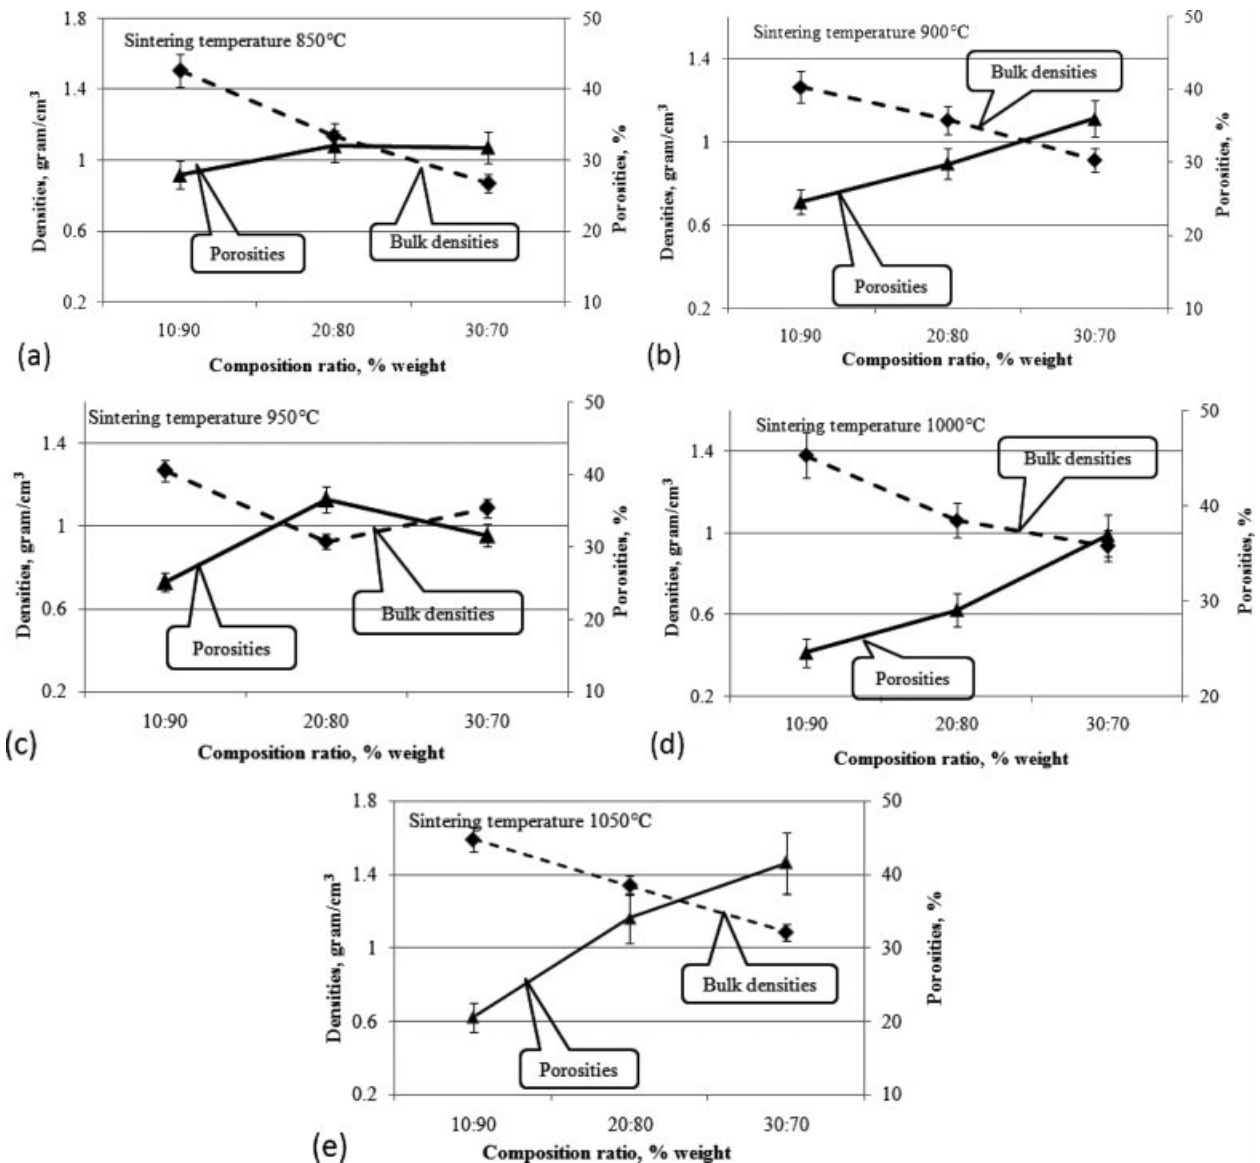 1.8
50
Sintering temperature 850°C
1.4
40
1
30
0.6
20
0.2
10
Densities, gram/cm3
Porosities, %
Porosities
Bulk densities
10:90 20:80 30:70
(a)
Composition ratio, % weight
50
Sintering temperature 900°C
1.4
40
1
30
0.6
20
0.2
10
Densities, gram/cm3
Porosities, %
Bulk densities
Porosities
10:90 20:80 30:70
(b)
Composition ratio, % weight
50
Sintering temperature 950°C
1.4
40
1
30
0.6
20
0.2
10
Densities, gram/cm3
Porosities, %
Bulk densities
Porosities
10:90 20:80 30:70
(c)
Composition ratio, % weight
50
Sintering temperature 1000°C
1.4
40
1
30
0.6
20
0.2
Densities, gram/cm3
Porosities, %
Bulk densities
Porosities
10:90 20:80 30:70
(d)
Composition ratio, % weight
1.8
50
Sintering temperature 1050°C
1.4
40
1
30
0.6
20
0.2
10
Densities, gram/cm3
Porosities, %
Bulk densities
Porosities
10:90 20:80 30:70
(e)
Composition ratio, % weight